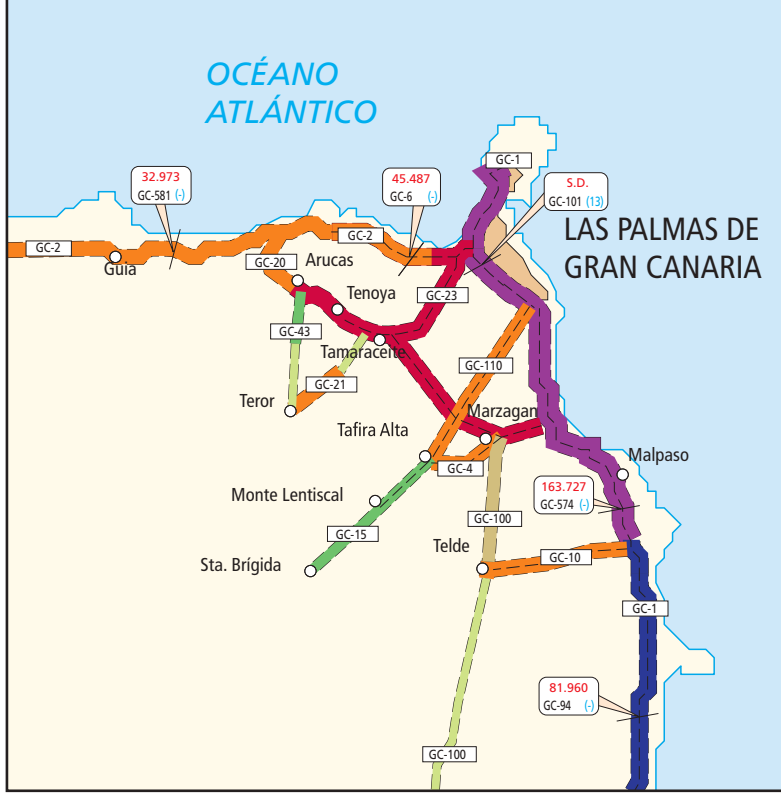 OCÉANO
ATLÁNTICO
GC-1
32.973
GC-581 (-)
45.487
GC-6 (-)
S.D.
GC-101 (13)
LAS PALMAS DE
GRAN CANARIA
GC-2
GC-2
Guia
GC-20
Arucas
Tenoya
GC-23
GC-43
Tamaraceite
GC-21
GC-110
Teror
Marzagan
Tafira Alta
GC-4
Malpaso
163.727
GC-574 (-)
Monte Lentiscal
GC-100
GC-15
Telde
GC-10
Sta. Brígida
GC-1
81.960
GC-94 (-)
GC-100